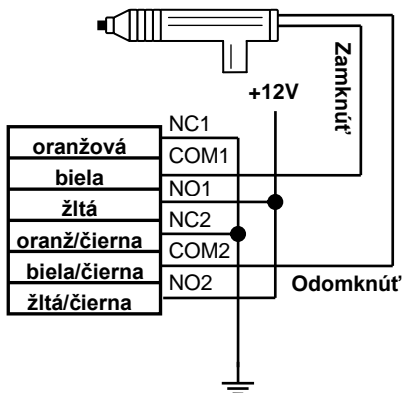 Zamknúť
+12V
NC1
oranžová
COM1
biela
NO1
žltá
NC2
oranž/čierna
COM2
biela/čierna
Odomknúť
NO2
žltá/čierna